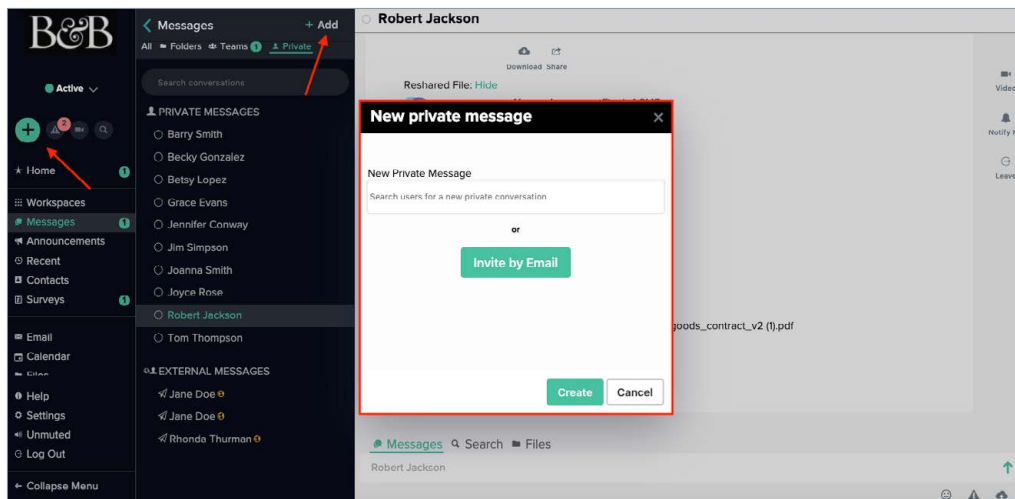 B&B
Active
2
Home 1
Workspaces
Messages 1
Announcements
Recent
Contacts
Surveys 1
Email
Calendar
Files
Help
Settings
Unmuted
Log Out
Collapse Menu
Messages
+ Add
All Folders Teams 1 Private
Search conversations
PRIVATE MESSAGES
Barry Smith
Becky Gonzalez
Betsy Lopez
Grace Evans
Jennifer Conway
Jim Simpson
Joanna Smith
Joyce Rose
Robert Jackson
Tom Thompson
EXTERNAL MESSAGES
Jane Doe
Jane Doe
Rhonda Thurman
Robert Jackson
Download Share
Reshared File: Hide
New private message
New Private Message
Search users for a new private conversation
or
Invite by Email
Create Cancel
goods_contract_v2 (1).pdf
Video
Notify
Leave
Messages Search Files
Robert Jackson